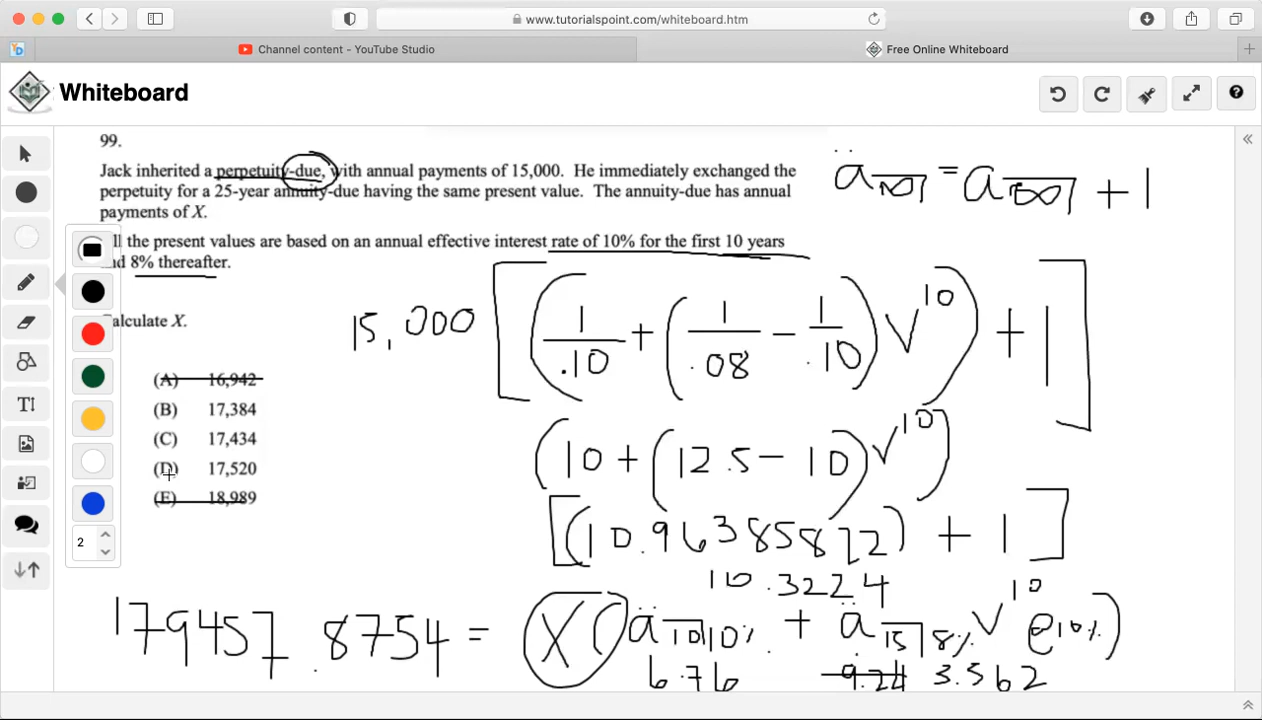 www.tutorialspoint.com/whiteboard.htm
Channel content - YouTube Studio
Free Online Whiteboard
Whiteboard
99.
Jack inherited a perpetuity-due, with annual payments of 15,000. He immediately exchanged the
perpetuity for a 25-year annuity-due having the same present value. The annuity-due has annual
payments of X.
ll the present values are based on an annual effective interest rate of 10% for the first 10 years
nd 8% thereafter.
alculate X.
(A) 16,942
(B) 17,384
(C) 17,434
(D) 17,520
(E) 18,989
TI
2
ä∞ = a∞ + 1
15,000 [(1/.10 + (1/.08 - 1/.10) V^10) + 1]
(10 + (12.5 - 10) V^10)
[(10.96385822) + 1]
10.3224
179457.8754 = X(ä10|10% + ä15|8% V^10 @10%)
6.76 9.24 3.562